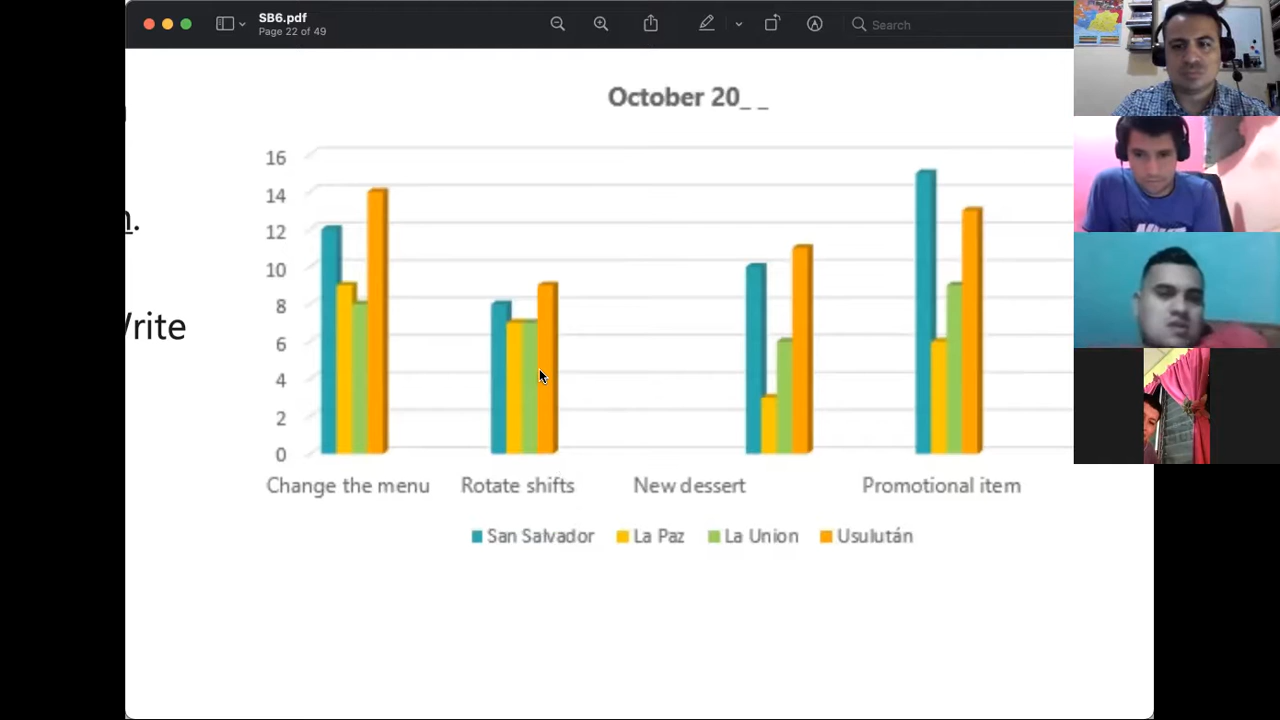 SB6.pdf
Page 22 of 49
Search
October 20_ _
16
14
12
10
8
6
4
2
0
n.
Write
Change the menu Rotate shifts New dessert Promotional item
San Salvador La Paz La Union Usulután